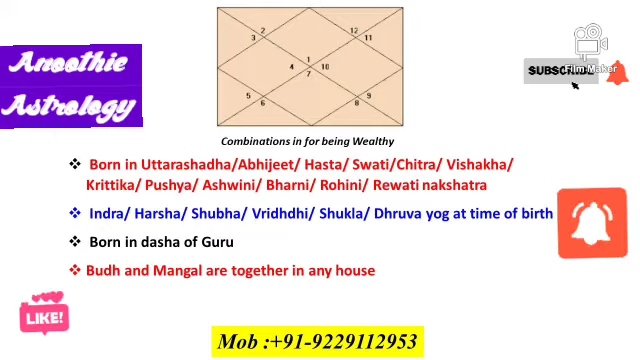 Anoothie
Astrology
2
12
3
11
1
4
10
7
5
9
6
8
Film Maker
SUBSCRIBE
Combinations in for being Wealthy
❖ Born in Uttarashadha/Abhijeet/ Hasta/ Swati/Chitra/ Vishakha/
Krittika/ Pushya/ Ashwini/ Bharni/ Rohini/ Rewati nakshatra
❖ Indra/ Harsha/ Shubha/ Vridhdhi/ Shukla/ Dhruva yog at time of birth
❖ Born in dasha of Guru
❖ Budh and Mangal are together in any house
LIKE!
Mob :+91-9229112953